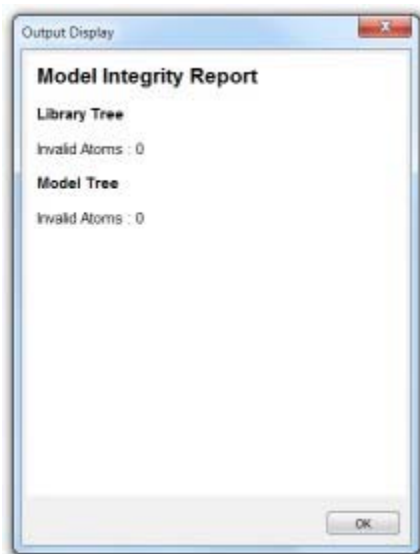 Output Display
X
Model Integrity Report
Library Tree
Invalid Atoms : 0
Model Tree
Invalid Atoms : 0
OK